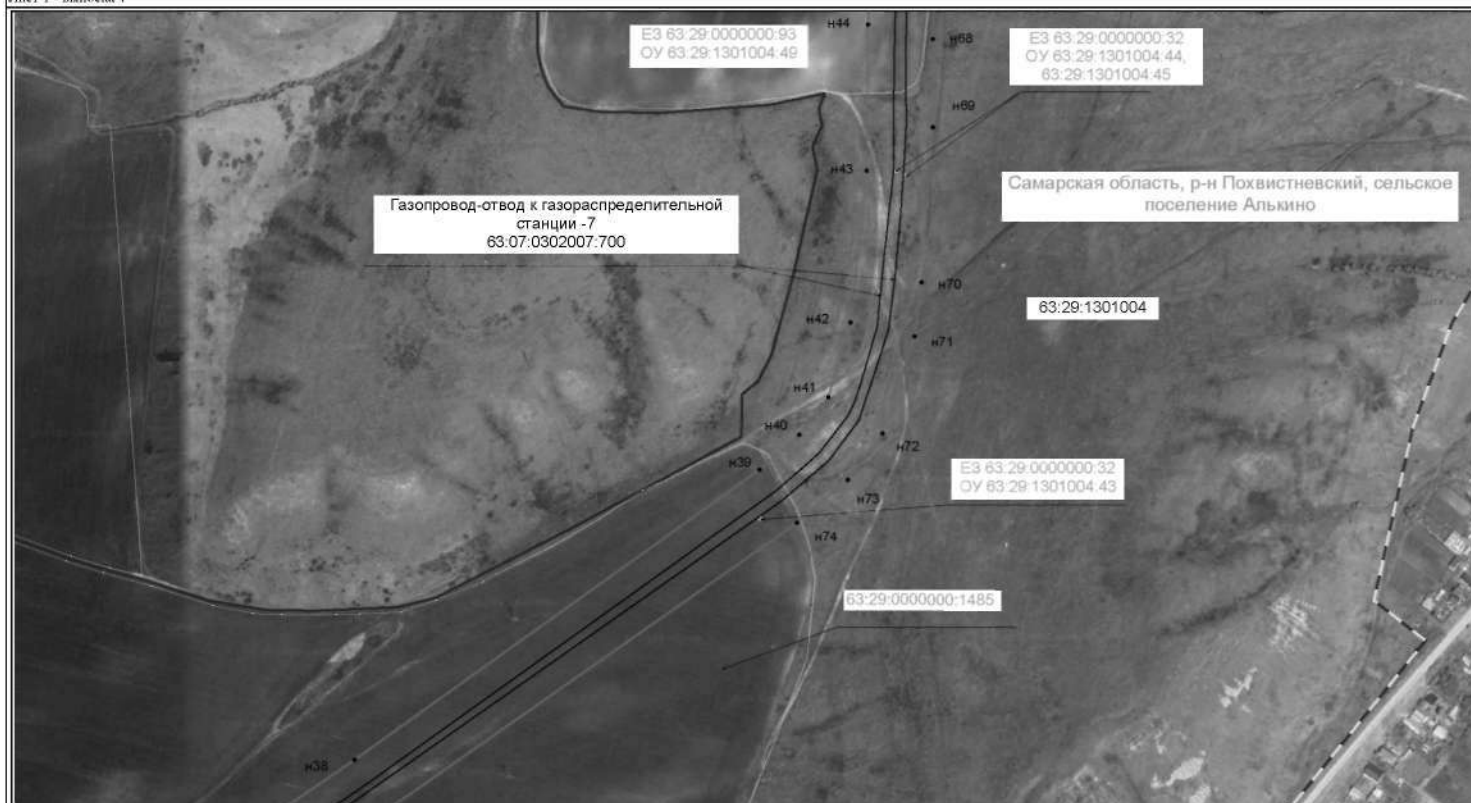 н44
ЕЗ 63:29:0000000:93
ОУ 63:29:1301004:49
н68
ЕЗ 63:29:0000000:32
ОУ 63:29:1301004:44,
63:29:1301004:45
н69
н43
Самарская область, р-н Похвистневский, сельское
поселение Алькино
Газопровод-отвод к газораспределительной
станции -7
63:07:0302007:700
н70
63:29:1301004
н42
н71
н41
н40
н72
н39
ЕЗ 63:29:0000000:32
ОУ 63:29:1301004:43
н73
н74
63:29:0000000:1485
н38